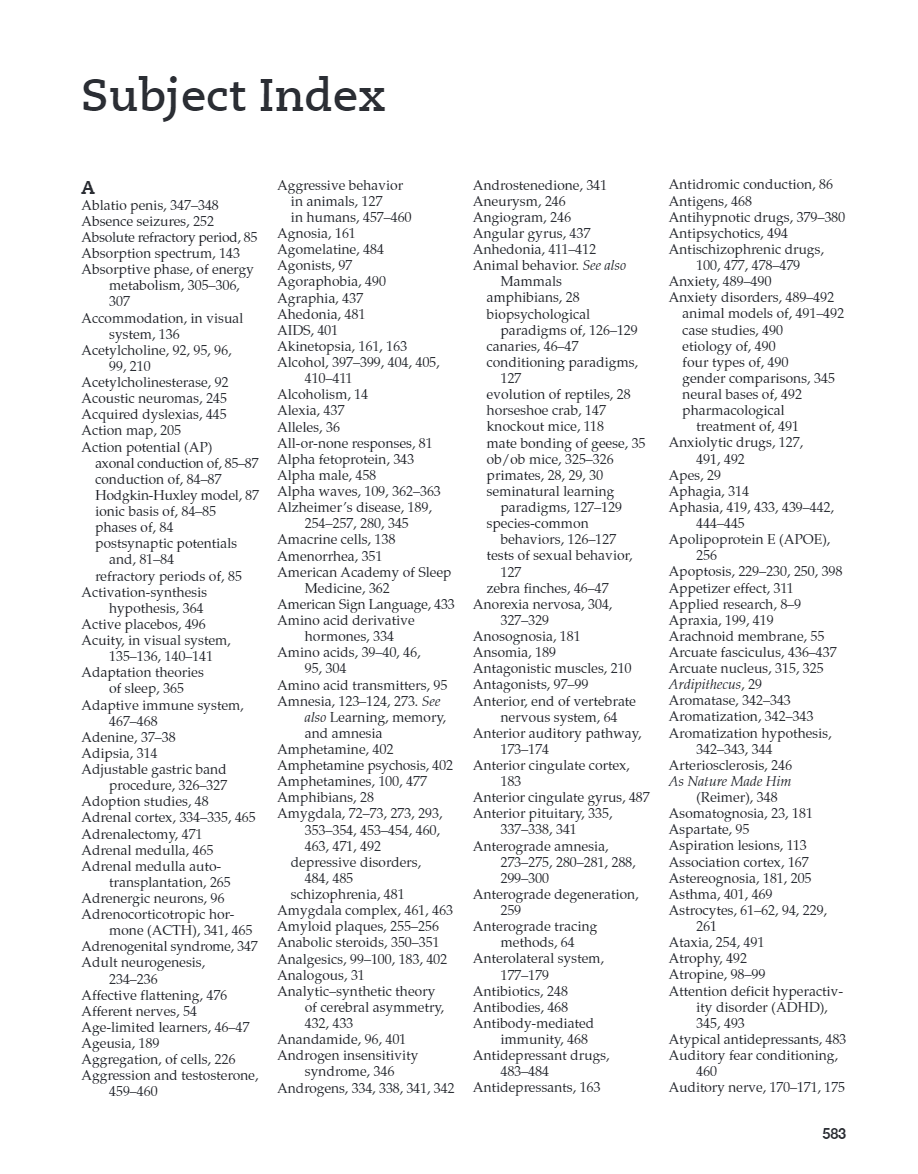 Subject Index
A
Ablatio penis, 347–348
Absence seizures, 252
Absolute refractory period, 85
Absorption spectrum, 143
Absorptive phase, of energy
metabolism, 305–306,
307
Accommodation, in visual
system, 136
Acetylcholine, 92, 95, 96,
99, 210
Acetylcholinesterase, 92
Acoustic neuromas, 245
Acquired dyslexias, 445
Action map, 205
Action potential (AP)
axonal conduction of, 85–87
conduction of, 84–87
Hodgkin-Huxley model, 87
ionic basis of, 84–85
phases of, 84
postsynaptic potentials
and, 81–84
refractory periods of, 85
Activation-synthesis
hypothesis, 364
Active placebos, 496
Acuity, in visual system,
135–136, 140–141
Adaptation theories
of sleep, 365
Adaptive immune system,
467–468
Adenine, 37–38
Adipsia, 314
Adjustable gastric band
procedure, 326–327
Adoption studies, 48
Adrenal cortex, 334–335, 465
Adrenalectomy, 471
Adrenal medulla, 465
Adrenal medulla auto-
transplantation, 265
Adrenergic neurons, 96
Adrenocorticotropic hor-
mone (ACTH), 341, 465
Adrenogenital syndrome, 347
Adult neurogenesis,
234–236
Affective flattening, 476
Afferent nerves, 54
Age-limited learners, 46–47
Ageusia, 189
Aggregation, of cells, 226
Aggression and testosterone,
459–460
Aggressive behavior
in animals, 127
in humans, 457–460
Agnosia, 161
Agomelatine, 484
Agonists, 97
Agoraphobia, 490
Agraphia, 437
Ahedonia, 481
AIDS, 401
Akinetopsia, 161, 163
Alcohol, 397–399, 404, 405,
410–411
Alcoholism, 14
Alexia, 437
Alleles, 36
All-or-none responses, 81
Alpha fetoprotein, 343
Alpha male, 458
Alpha waves, 109, 362–363
Alzheimer's disease, 189,
254–257, 280, 345
Amacrine cells, 138
Amenorrhea, 351
American Academy of Sleep
Medicine, 362
American Sign Language, 433
Amino acid derivative
hormones, 334
Amino acids, 39–40, 46,
95, 304
Amino acid transmitters, 95
Amnesia, 123–124, 273. See
also Learning, memory,
and amnesia
Amphetamine, 402
Amphetamine psychosis, 402
Amphetamines, 100, 477
Amphibians, 28
Amygdala, 72–73, 273, 293,
353–354, 453–454, 460,
463, 471, 492
depressive disorders,
484, 485
schizophrenia, 481
Amygdala complex, 461, 463
Amyloid plaques, 255–256
Anabolic steroids, 350–351
Analgesics, 99–100, 183, 402
Analogous, 31
Analytic–synthetic theory
of cerebral asymmetry,
432, 433
Anandamide, 96, 401
Androgen insensitivity
syndrome, 346
Androgens, 334, 338, 341, 342
Androstenedione, 341
Aneurysm, 246
Angiogram, 246
Angular gyrus, 437
Anhedonia, 411–412
Animal behavior. See also
Mammals
amphibians, 28
biopsychological
paradigms of, 126–129
canaries, 46–47
conditioning paradigms,
127
evolution of reptiles, 28
horseshoe crab, 147
knockout mice, 118
mate bonding of geese, 35
ob/ob mice, 325–326
primates, 28, 29, 30
seminatural learning
paradigms, 127–129
species-common
behaviors, 126–127
tests of sexual behavior,
127
zebra finches, 46–47
Anorexia nervosa, 304,
327–329
Anosognosia, 181
Ansomia, 189
Antagonistic muscles, 210
Antagonists, 97–99
Anterior, end of vertebrate
nervous system, 64
Anterior auditory pathway,
173–174
Anterior cingulate cortex,
183
Anterior cingulate gyrus, 487
Anterior pituitary, 335,
337–338, 341
Anterograde amnesia,
273–275, 280–281, 288,
299–300
Anterograde degeneration,
259
Anterograde tracing
methods, 64
Anterolateral system,
177–179
Antibiotics, 248
Antibodies, 468
Antibody-mediated
immunity, 468
Antidepressant drugs,
483–484
Antidepressants, 163
Antidromic conduction, 86
Antigens, 468
Antihypnotic drugs, 379–380
Antipsychotics, 494
Antischizophrenic drugs,
100, 477, 478–479
Anxiety, 489–490
Anxiety disorders, 489–492
animal models of, 491–492
case studies, 490
etiology of, 490
four types of, 490
gender comparisons, 345
neural bases of, 492
pharmacological
treatment of, 491
Anxiolytic drugs, 127,
491, 492
Apes, 29
Aphagia, 314
Aphasia, 419, 433, 439–442,
444–445
Apolipoprotein E (APOE),
256
Apoptosis, 229–230, 250, 398
Appetizer effect, 311
Applied research, 8–9
Apraxia, 199, 419
Arachnoid membrane, 55
Arcuate fasciculus, 436–437
Arcuate nucleus, 315, 325
Ardipithecus, 29
Aromatase, 342–343
Aromatization, 342–343
Aromatization hypothesis,
342–343, 344
Arteriosclerosis, 246
As Nature Made Him
(Reimer), 348
Asomatognosia, 23, 181
Aspartate, 95
Aspiration lesions, 113
Association cortex, 167
Astereognosia, 181, 205
Asthma, 401, 469
Astrocytes, 61–62, 94, 229,
261
Ataxia, 254, 491
Atrophy, 492
Atropine, 98–99
Attention deficit hyperactiv-
ity disorder (ADHD),
345, 493
Atypical antidepressants, 483
Auditory fear conditioning,
460
Auditory nerve, 170–171, 175
583